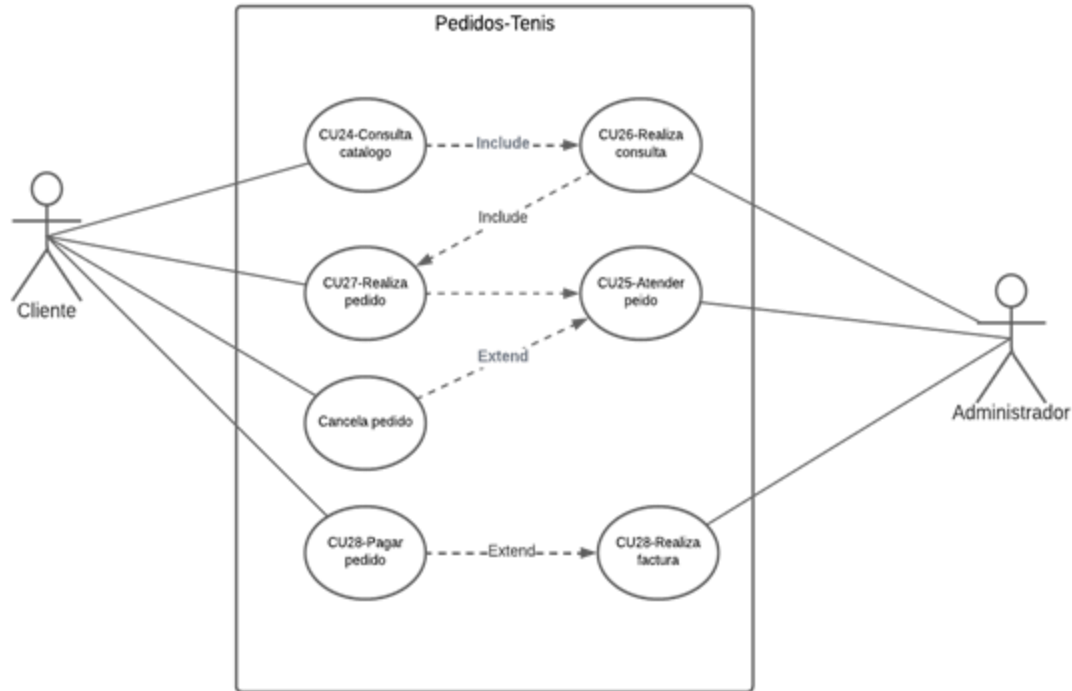 Pedidos-Tenis
CU24-Consulta
catalogo
Include
CU26-Realiza
consulta
Include
Cliente
CU27-Realiza
pedido
CU25-Atender
peido
Extend
Cancela pedido
Administrador
CU28-Pagar
pedido
Extend
CU28-Realiza
factura